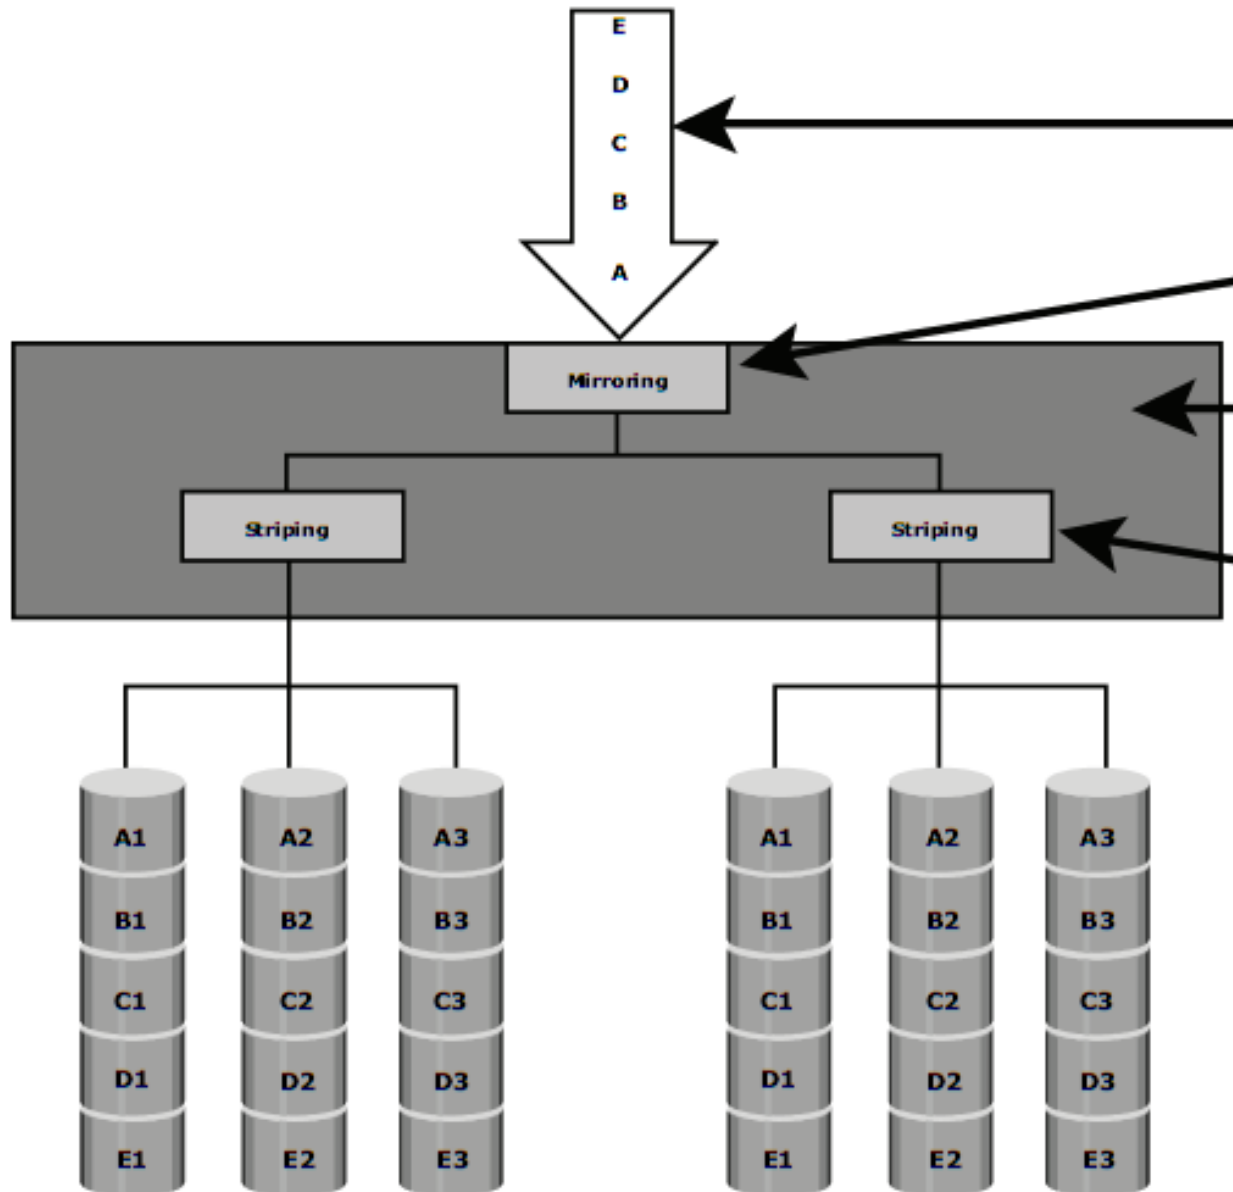 E
D
C
B
A
Mirroring
Striping Striping
A1 A2 A3 A1 A2 A3
B1 B2 B3 B1 B2 B3
C1 C2 C3 C1 C2 C3
D1 D2 D3 D1 D2 D3
E1 E2 E3 E1 E2 E3